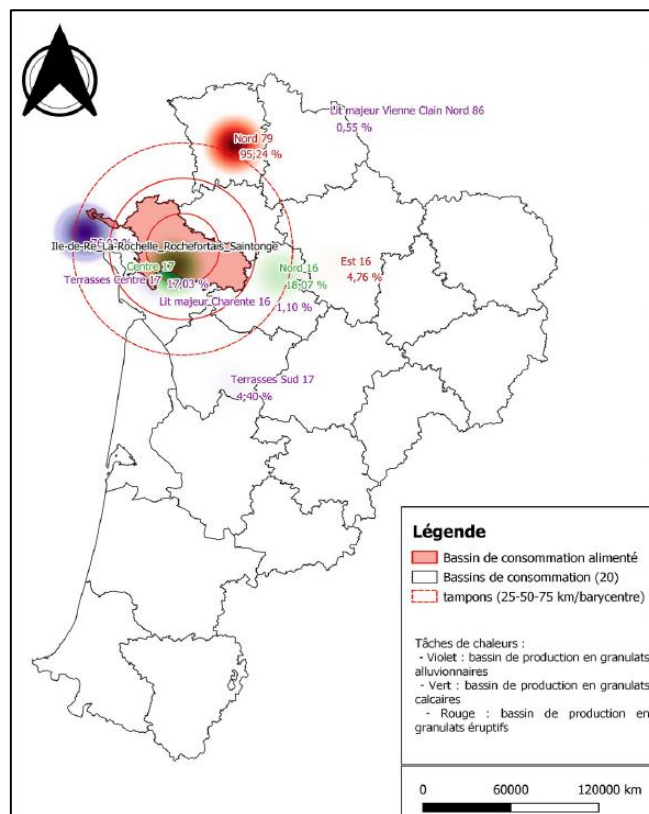 Lit majeur Vienne Clain Nord 86
0,55 %
Nord 79
95,24 %
Ile-de-Re_La-Rochelle_Rochefortais_Saintonge
Centre 17
Terrasses Centre 17
17,03 %
Nord 16
18,07 %
Est 16
4,76 %
Lit majeur Charente 16
1,10 %
Terrasses Sud 17
4,40 %
Légende
Bassin de consommation alimenté
Bassins de consommation (20)
tampons (25-50-75 km/barycentre)
Tâches de chaleurs :
- Violet : bassin de production en granulats
alluvionnaires
- Vert : bassin de production en granulats
calcaires
- Rouge : bassin de production en
granulats éruptifs
0 60000 120000 km